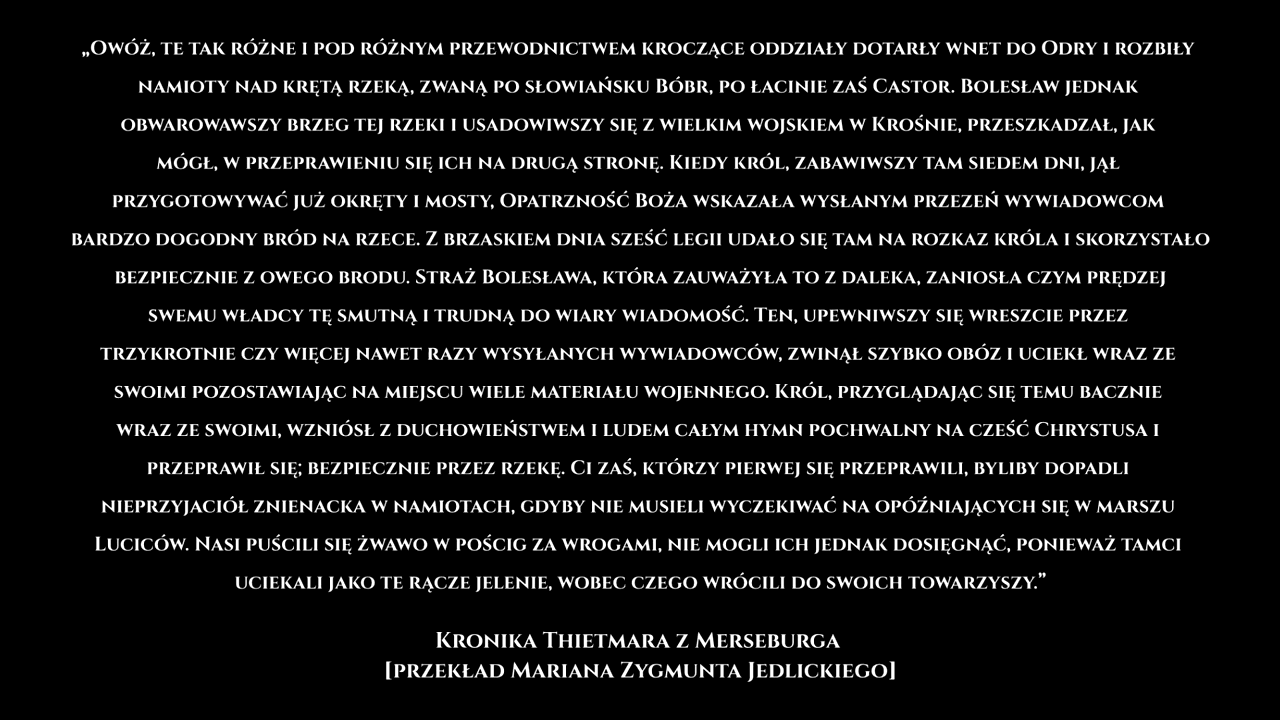 „Owóż, te tak różne i pod różnym przewodnictwem kroczące oddziały dotarły wnet do Odry i rozbiły
namioty nad krętą rzeką, zwaną po słowiańsku Bóbr, po łacinie zaś Castor. Bolesław jednak
obwarowawszy brzeg tej rzeki i usadowiwszy się z wielkim wojskiem w Krośnie, przeszkadzał, jak
mógł, w przeprawieniu się ich na drugą stronę. Kiedy król, zabawiwszy tam siedem dni, jął
przygotowywać już okręty i mosty, Opatrzność Boża wskazała wysłanym przezeń wywiadowcom
bardzo dogodny bród na rzece. Z brzaskiem dnia sześć legii udało się tam na rozkaz króla i skorzystało
bezpiecznie z owego brodu. Straż Bolesława, która zauważyła to z daleka, zaniosła czym prędzej
swemu władcy tę smutną i trudną do wiary wiadomość. Ten, upewniwszy się wreszcie przez
trzykrotnie czy więcej nawet razy wysyłanych wywiadowców, zwinął szybko obóz i uciekł wraz ze
swoimi pozostawiając na miejscu wiele materiału wojennego. Król, przyglądając się temu bacznie
wraz ze swoimi, wzniósł z duchowieństwem i ludem całym hymn pochwalny na cześć Chrystusa i
przeprawił się; bezpiecznie przez rzekę. Ci zaś, którzy pierwej się przeprawili, byliby dopadli
nieprzyjaciół znienacka w namiotach, gdyby nie musieli wyczekiwać na opóźniających się w marszu
Luciców. Nasi puścili się żwawo w pościg za wrogami, nie mogli ich jednak dosięgnąć, ponieważ tamci
uciekali jako te rącze jelenie, wobec czego wrócili do swoich towarzyszy.”
Kronika Thietmara z Merseburga
[przekład Mariana Zygmunta Jedlickiego]